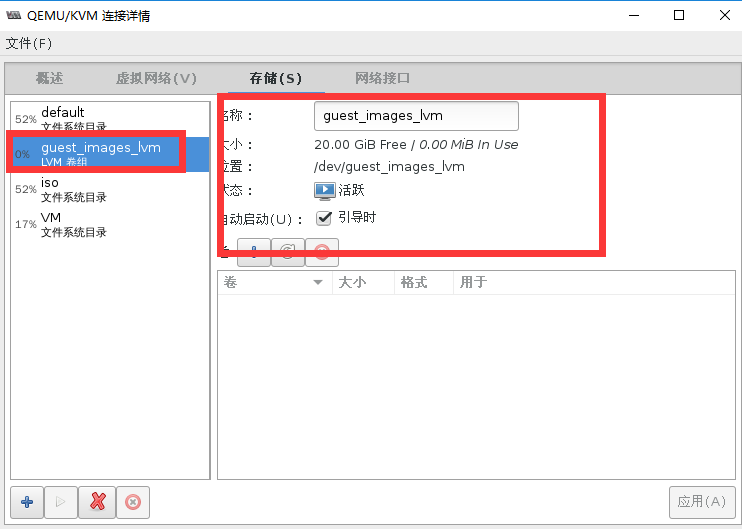 QEMU/KVM 连接详情
文件(F)
概述 虚拟网络(V) 存储(S) 网络接口
52% default
文件系统目录
0% guest_images_lvm
LVM 卷组
52% iso
文件系统目录
17% VM
文件系统目录
名称： guest_images_lvm
大小： 20.00 GiB Free / 0.00 MiB In Use
位置： /dev/guest_images_lvm
状态： 活跃
自动启动(U)： 引导时
卷 大小 格式 用于
应用(A)